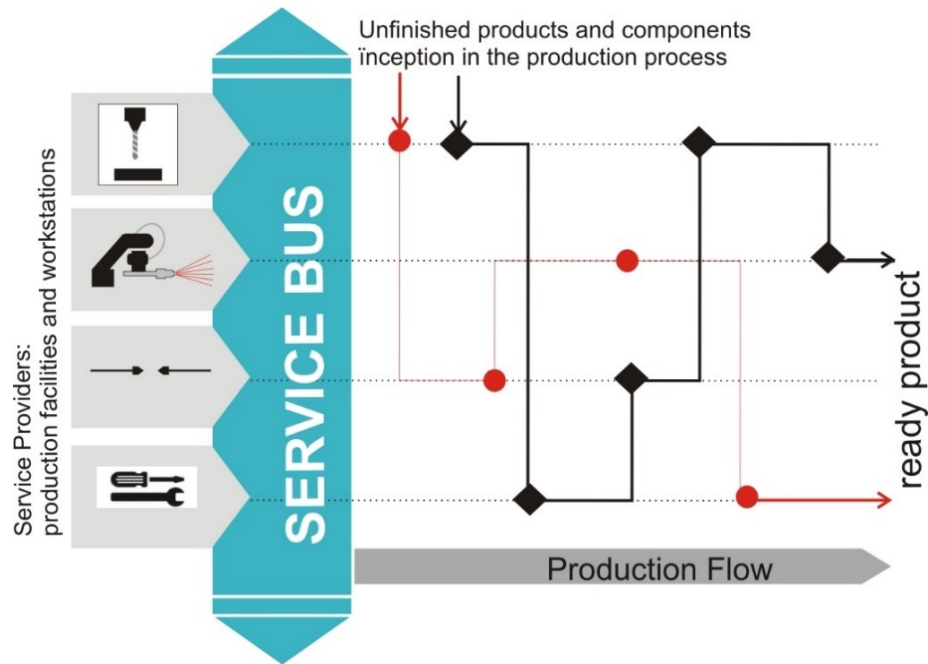 Unfinished products and components
ïnception in the production process
Service Providers:
production facilities and workstations
SERVICE BUS
ready product
Production Flow